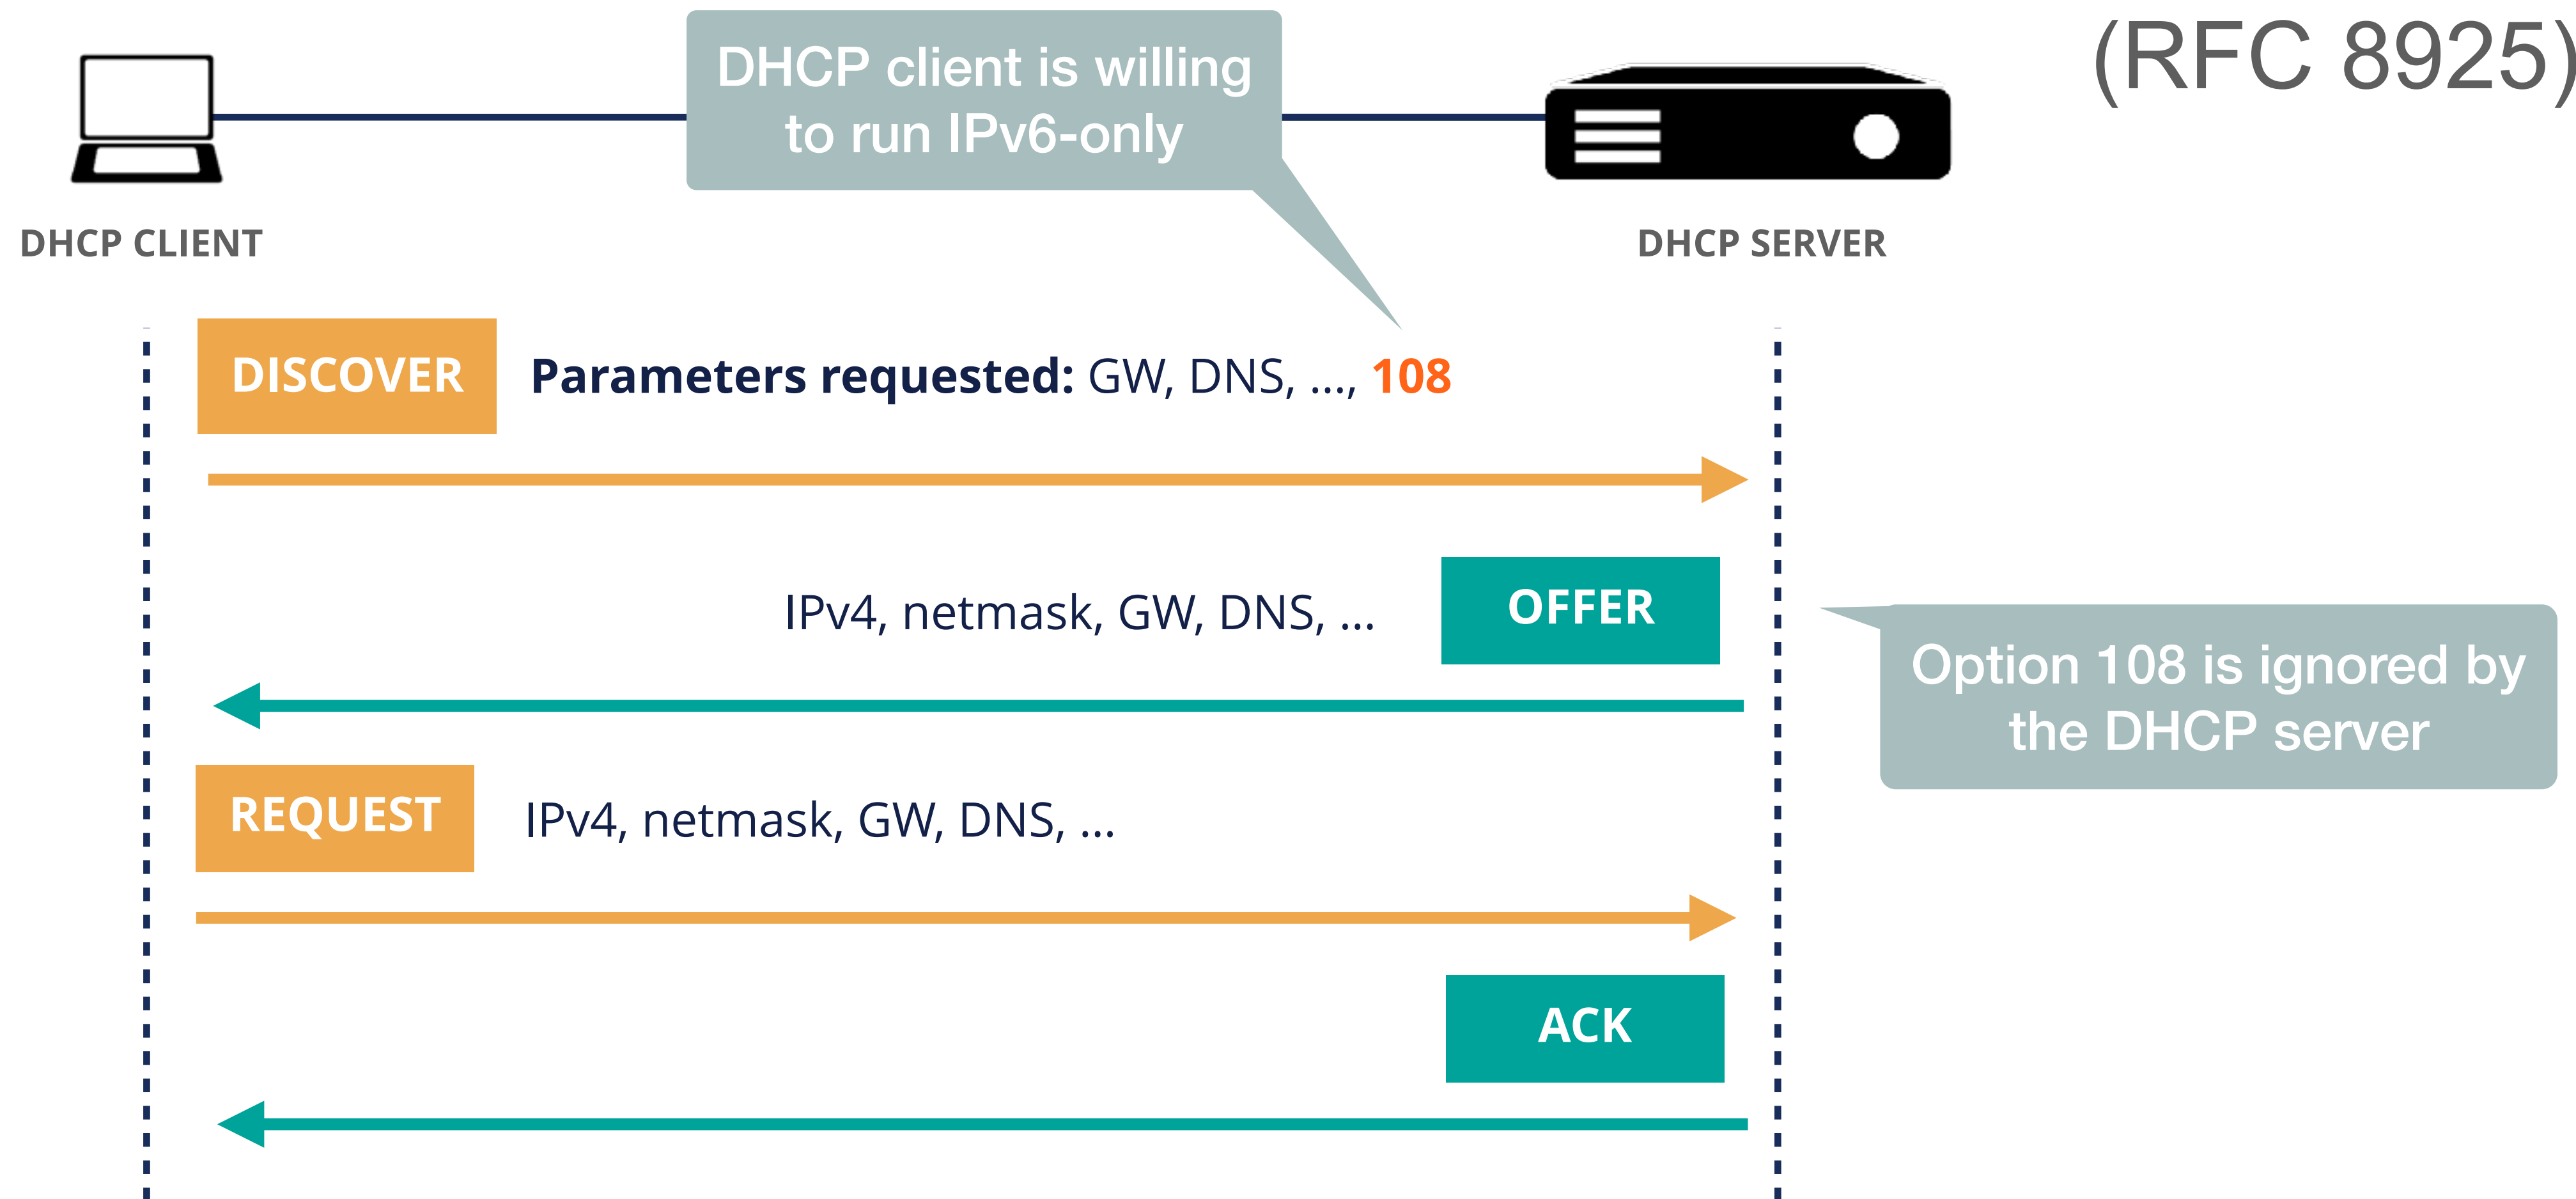 (RFC 8925)
DHCP client is willing
to run IPv6-only
DHCP CLIENT
DHCP SERVER
DISCOVER
Parameters requested: GW, DNS, ..., 108
IPv4, netmask, GW, DNS, ...
OFFER
Option 108 is ignored by
the DHCP server
REQUEST
IPv4, netmask, GW, DNS, ...
ACK